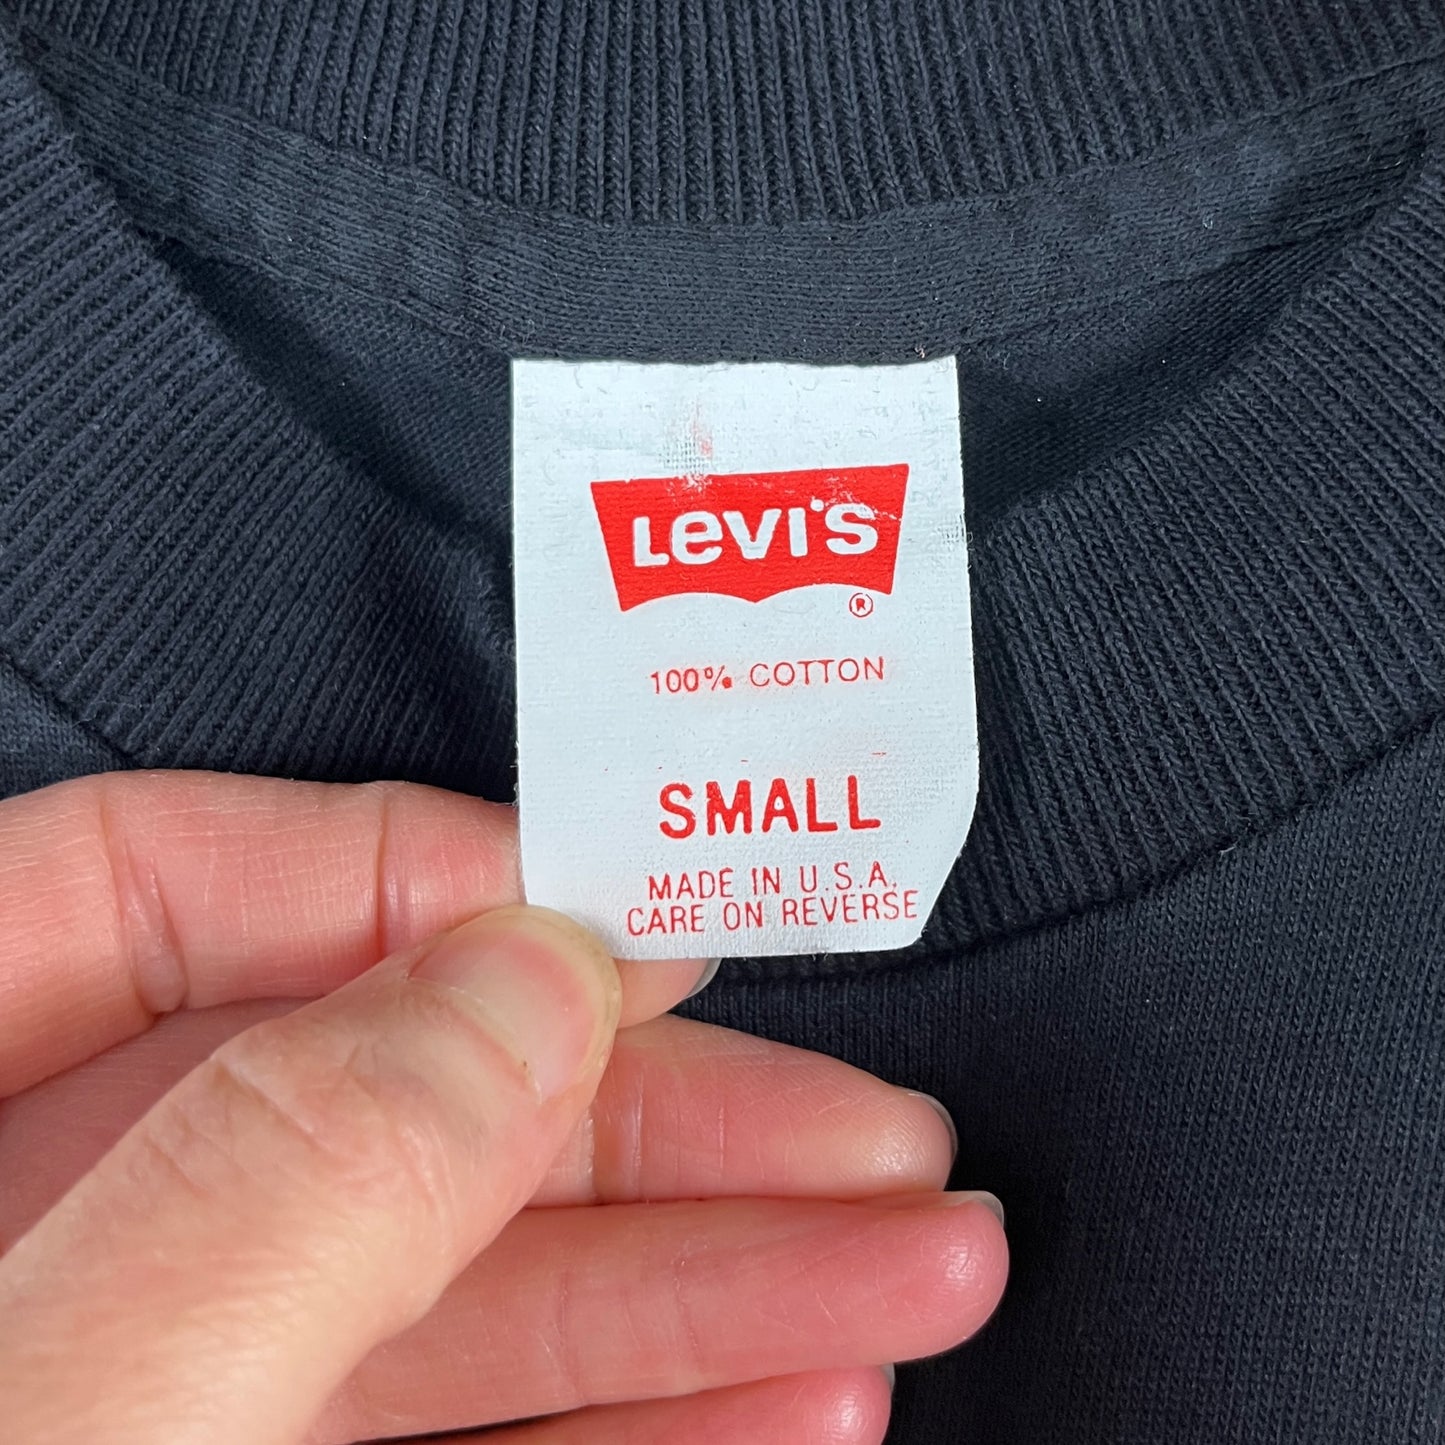 Levi's
®
100% COTTON
SMALL
MADE IN U.S.A.
CARE ON REVERSE